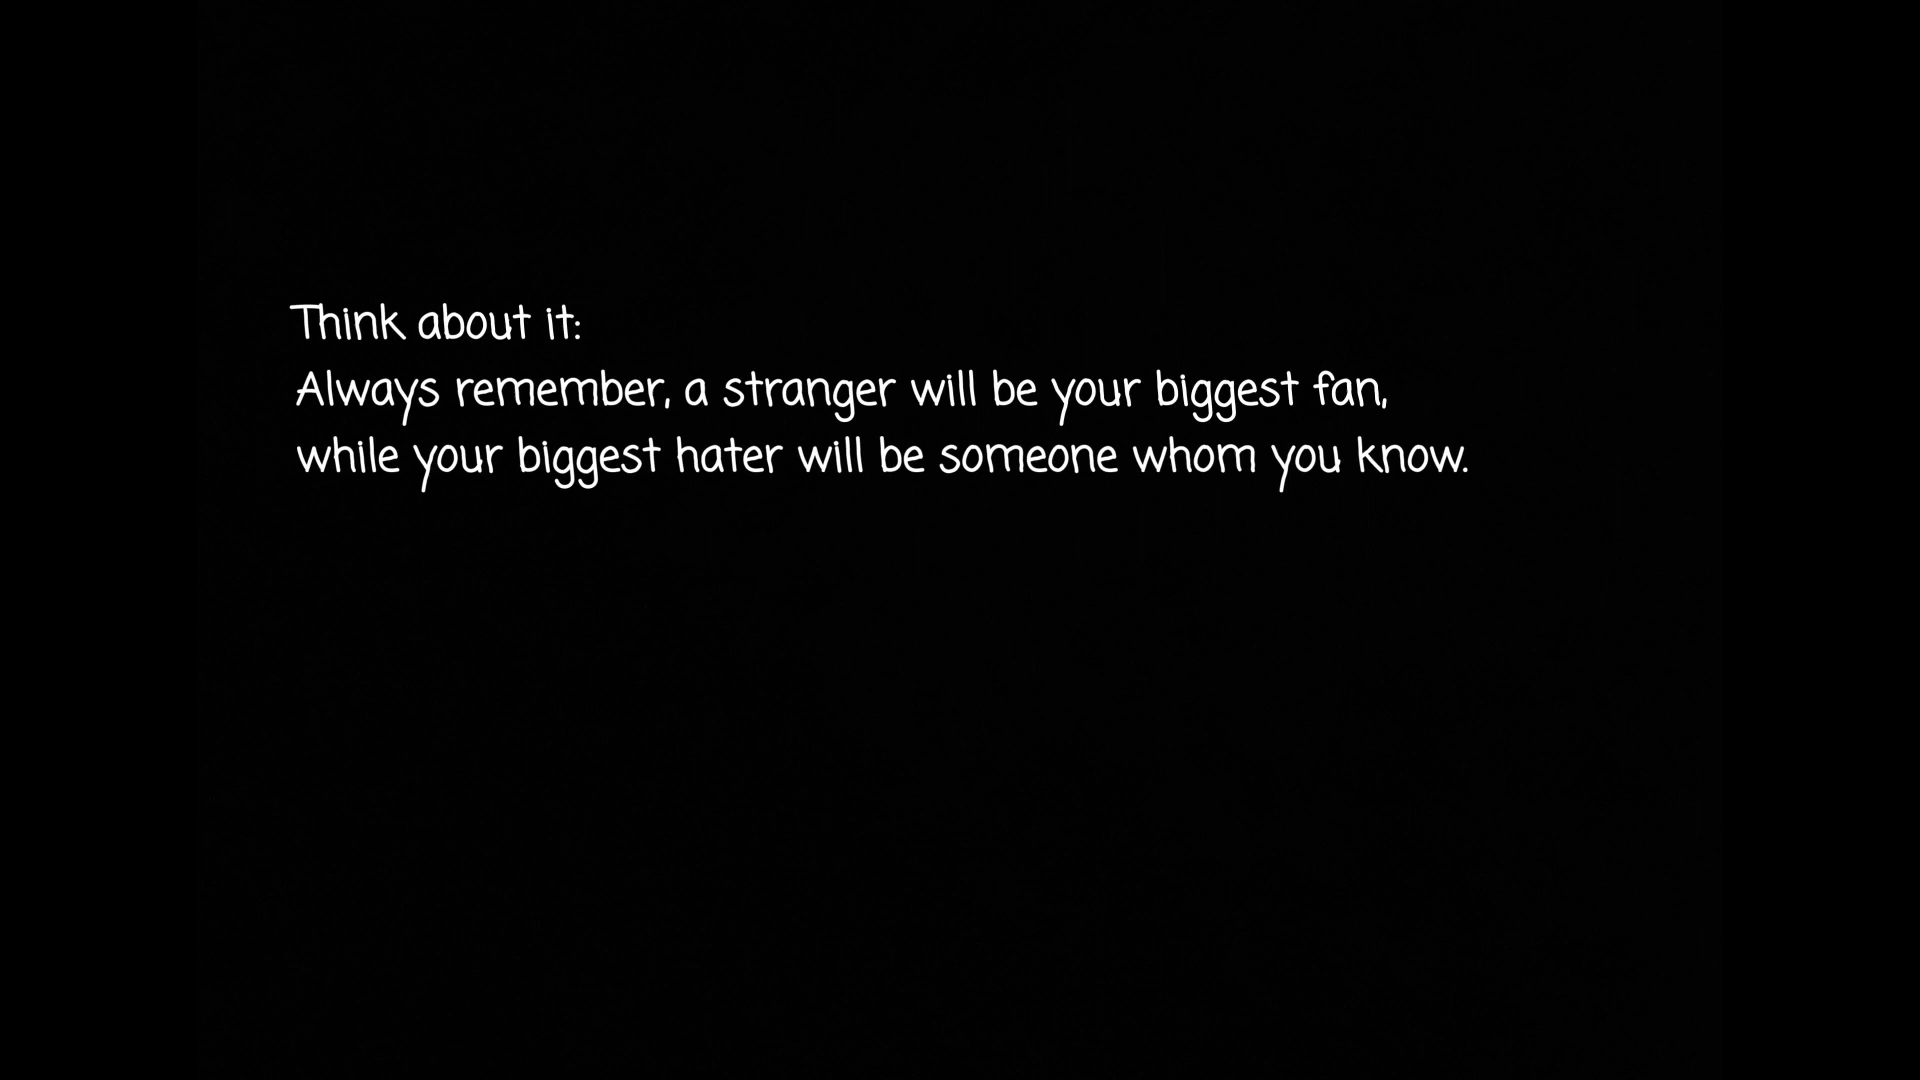 Think about it:
Always remember, a stranger will be your biggest fan,
while your biggest hater will be someone whom you know.